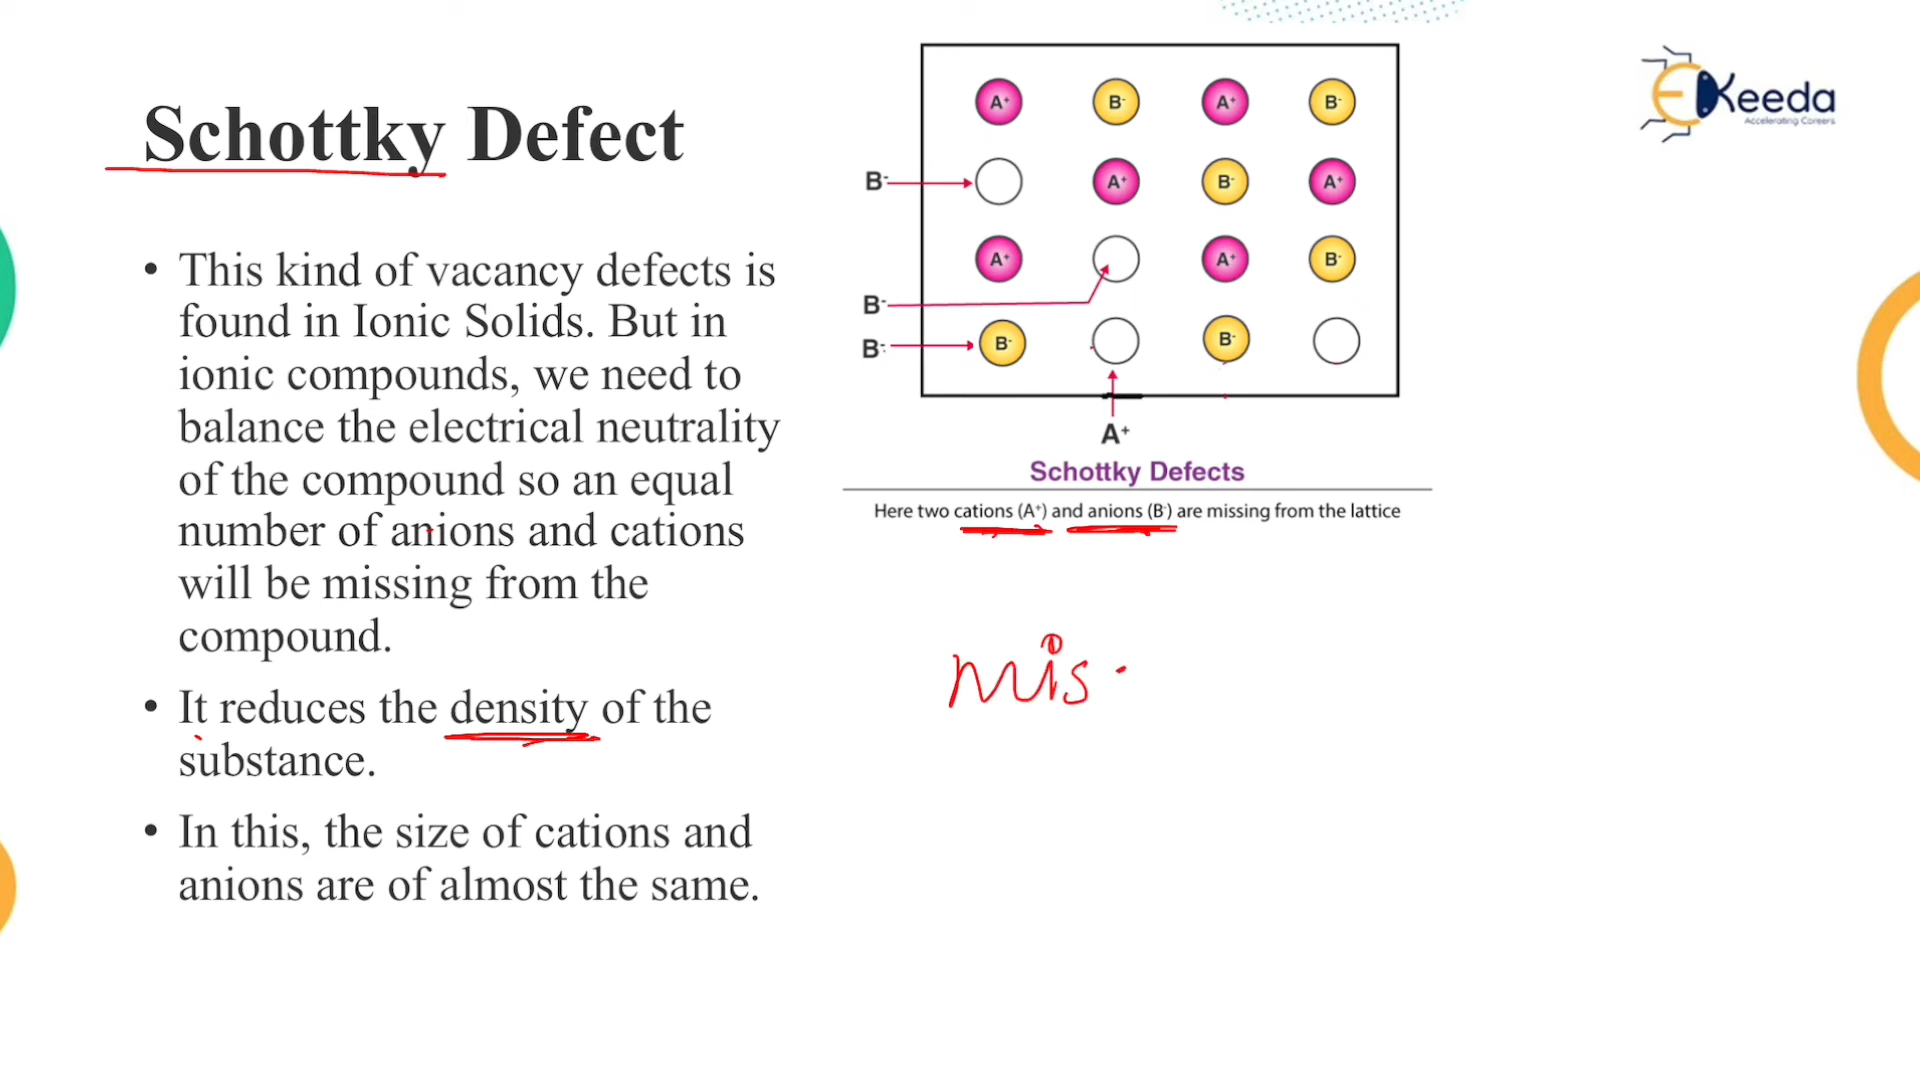 Schottky Defect
• This kind of vacancy defects is
found in Ionic Solids. But in
ionic compounds, we need to
balance the electrical neutrality
of the compound so an equal
number of anions and cations
will be missing from the
compound.
• It reduces the density of the
substance.
• In this, the size of cations and
anions are of almost the same.
A⁺ B⁻ A⁺ B⁻
B⁻ A⁺ B⁻ A⁺
A⁺ A⁺ B⁻
B⁻
B⁻ B⁻ B⁻
A⁺
Schottky Defects
Here two cations (A⁺) and anions (B⁻) are missing from the lattice
mis
EKeeda
Accelerating Careers